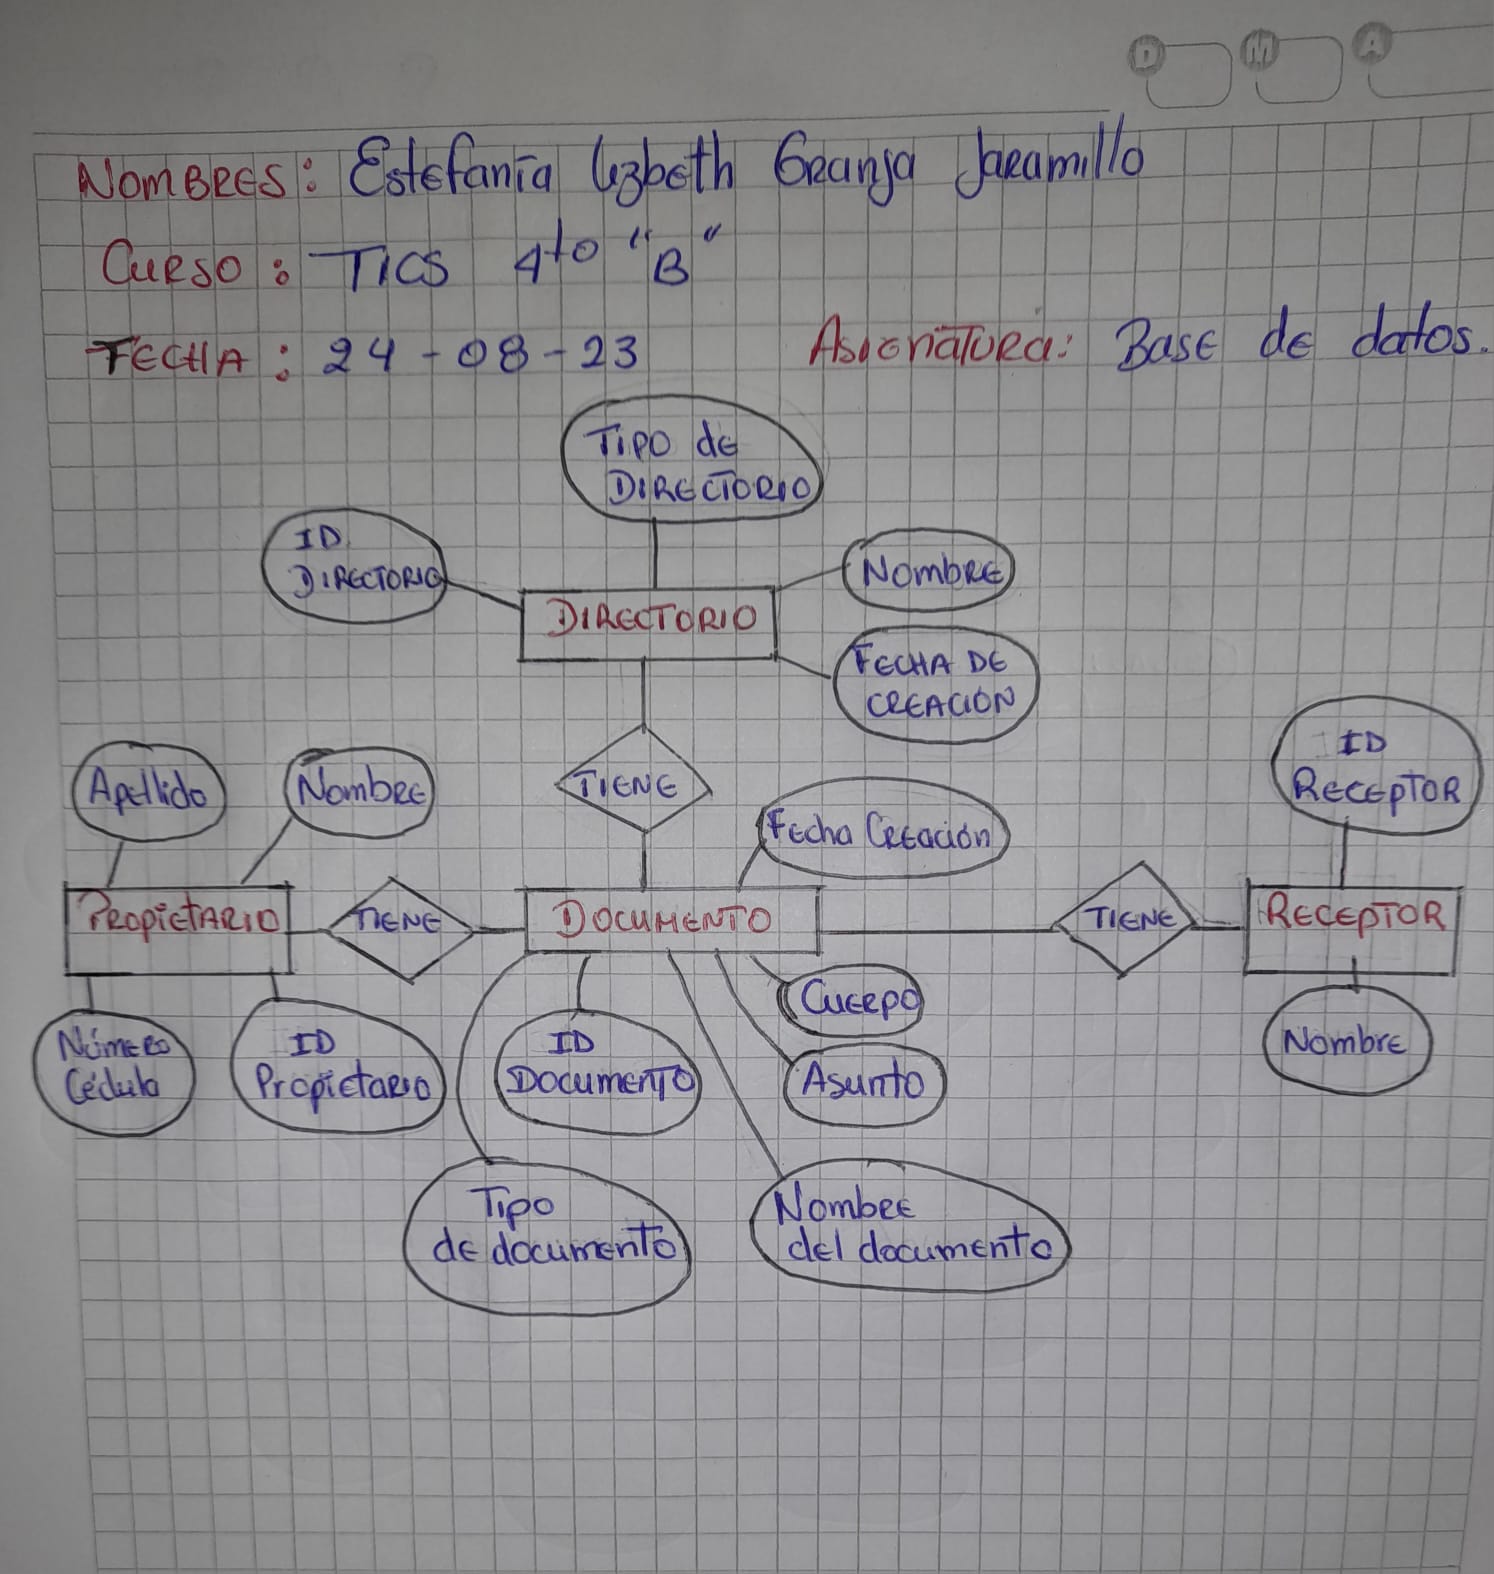 D M A
Nombres: Estefanía Lizbeth Granja Jaramillo
Curso: TICS 4to "B"
Fecha: 24-08-23 Asignatura: Base de datos.
Tipo de
Directorio
ID
Directorio
Nombre
Directorio
Fecha de
Creación
ID
Receptor
Apellido
Nombre
Tiene
Fecha Creación
Propietario
Tiene
Documento
Tiene
Receptor
Cuerpo
Número
Cédula
ID
Propietario
ID
Documento
Asunto
Nombre
Tipo
de documento
Nombre
del documento